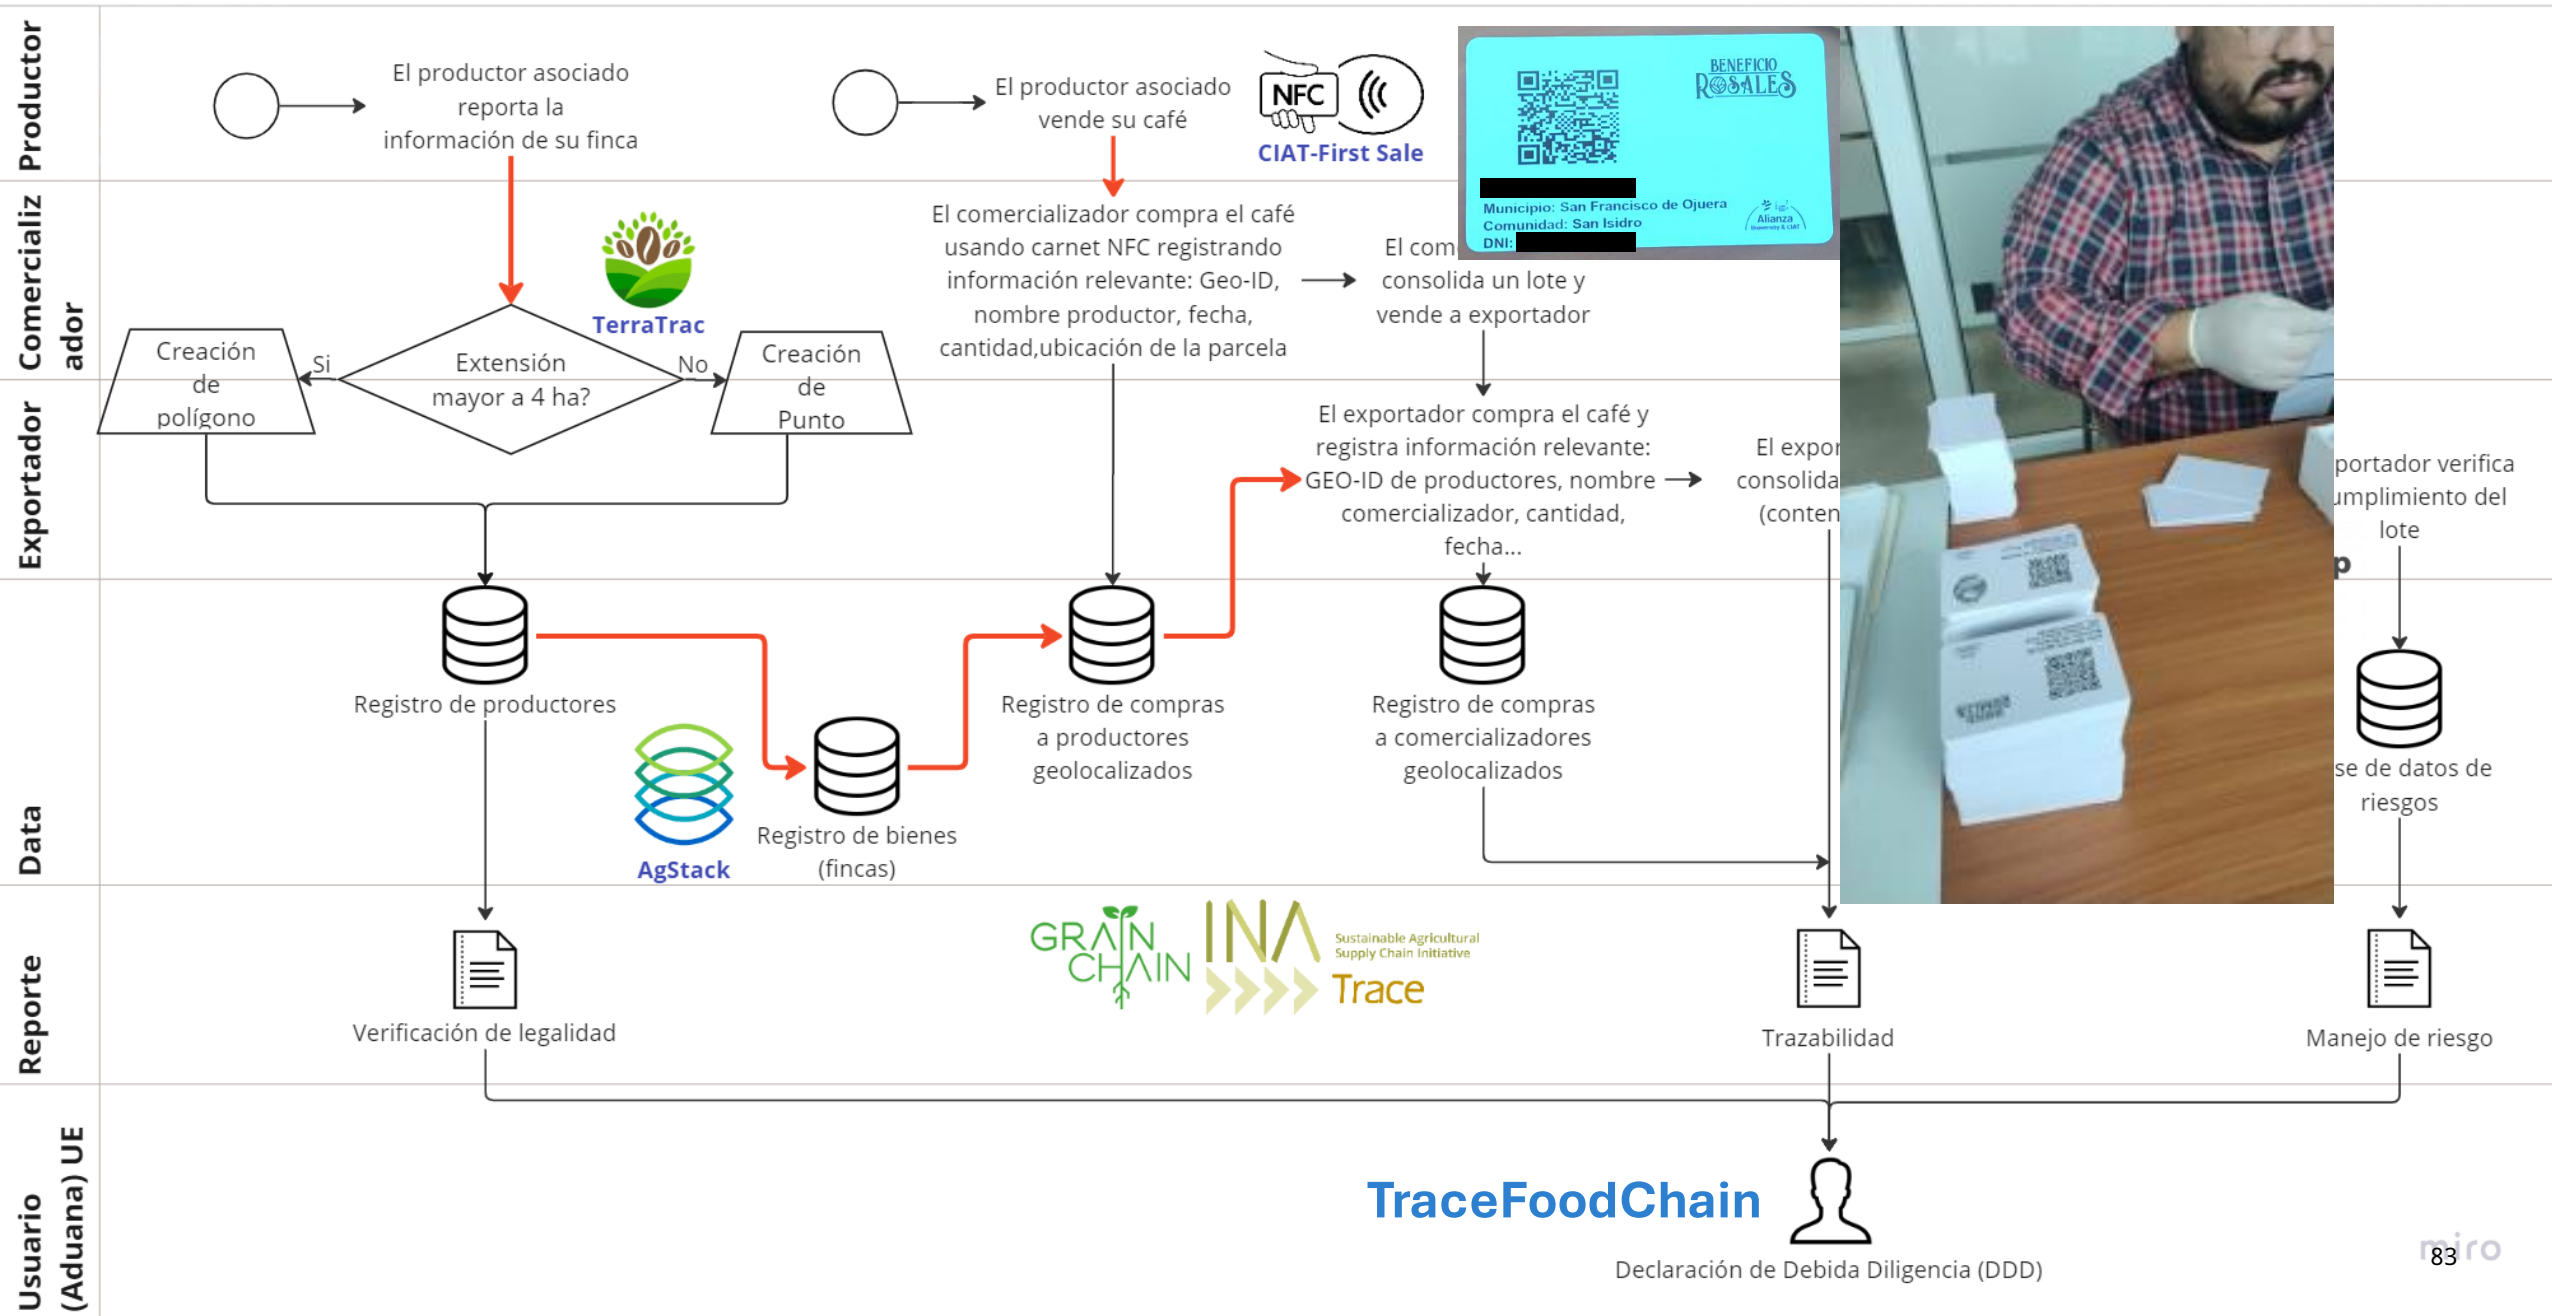 Productor
El productor asociado
reporta la
información de su finca
El productor asociado
vende su café
NFC
CIAT-First Sale
BENEFICIO
ROSALES
Municipio: San Francisco de Ojuera
Comunidad: San Isidro
DNI:
Alianza
Comercializ
ador
TerraTrac
Creación
de
polígono
Si
Extensión
mayor a 4 ha?
No
Creación
de
Punto
El comercializador compra el café
usando carnet NFC registrando
información relevante: Geo-ID,
nombre productor, fecha,
cantidad,ubicación de la parcela
El com
consolida un lote y
vende a exportador
Exportador
El exportador compra el café y
registra información relevante:
GEO-ID de productores, nombre
comercializador, cantidad,
fecha...
El expor
consolida
(conten
portador verifica
umplimiento del
lote
p
Data
Registro de productores
AgStack
Registro de bienes
(fincas)
Registro de compras
a productores
geolocalizados
Registro de compras
a comercializadores
geolocalizados
se de datos de
riesgos
Reporte
Verificación de legalidad
GRAIN
CHAIN
INA
Sustainable Agricultural
Supply Chain Initiative
Trace
Trazabilidad
Manejo de riesgo
Usuario
(Aduana) UE
TraceFoodChain
Declaración de Debida Diligencia (DDD)
miro
83